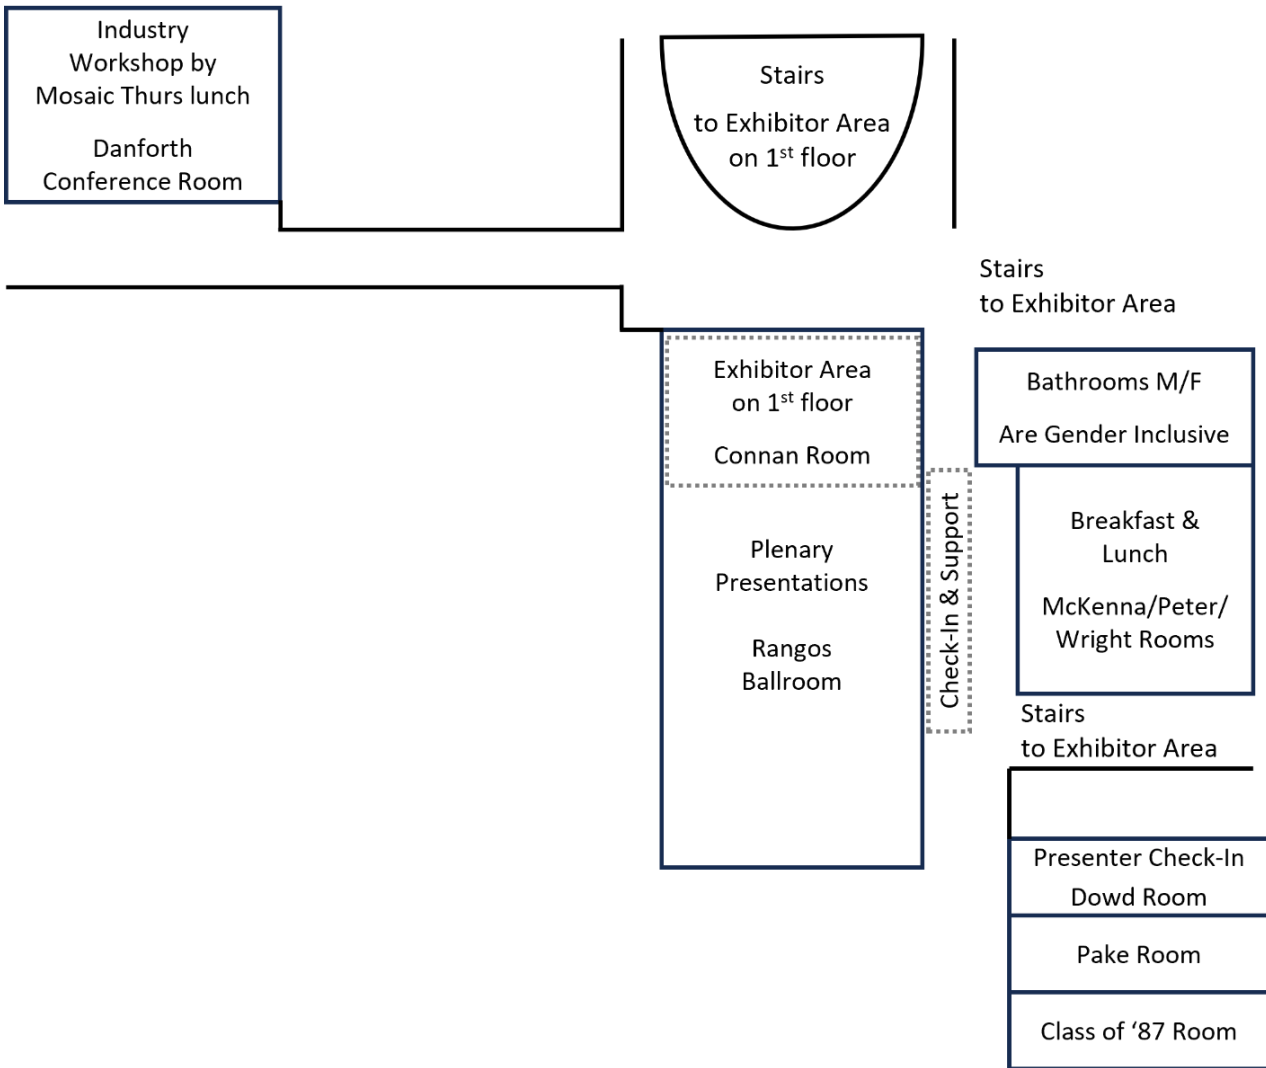 Industry
Workshop by
Mosaic Thurs lunch
Danforth
Conference Room
Stairs
to Exhibitor Area
on 1st floor
Stairs
to Exhibitor Area
Exhibitor Area
on 1st floor
Connan Room
Bathrooms M/F
Are Gender Inclusive
Plenary
Presentations
Rangos
Ballroom
Check-In & Support
Breakfast &
Lunch
McKenna/Peter/
Wright Rooms
Stairs
to Exhibitor Area
Presenter Check-In
Dowd Room
Pake Room
Class of ‘87 Room